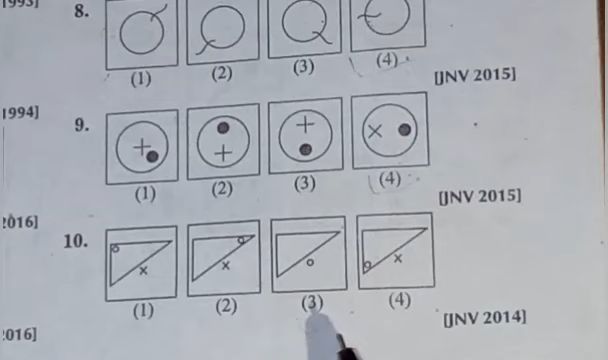 1993]
8.
(1) (2) (3) (4)
[JNV 2015]
1994]
9.
(1) (2) (3) (4)
[JNV 2015]
2016]
10.
(1) (2) (3) (4)
[JNV 2014]
2016]